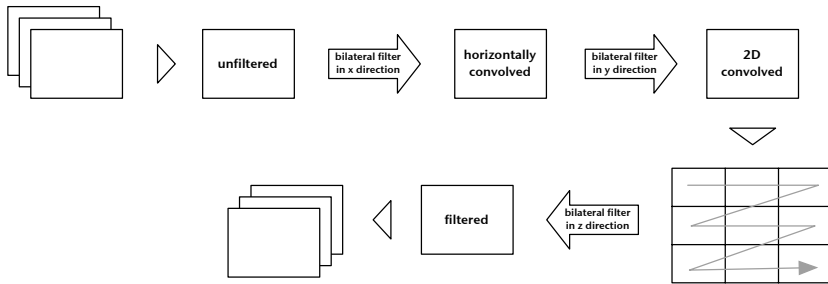 unfiltered
bilateral filter
in x direction
horizontally
convolved
bilateral filter
in y direction
2D
convolved
filtered
bilateral filter
in z direction